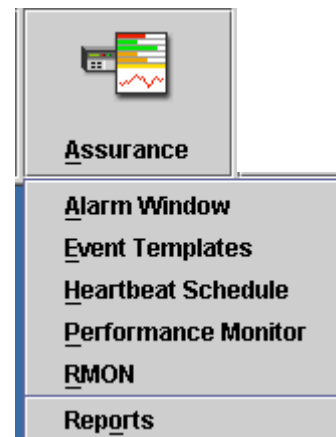 Assurance
Alarm Window
Event Templates
Heartbeat Schedule
Performance Monitor
RMON
Reports